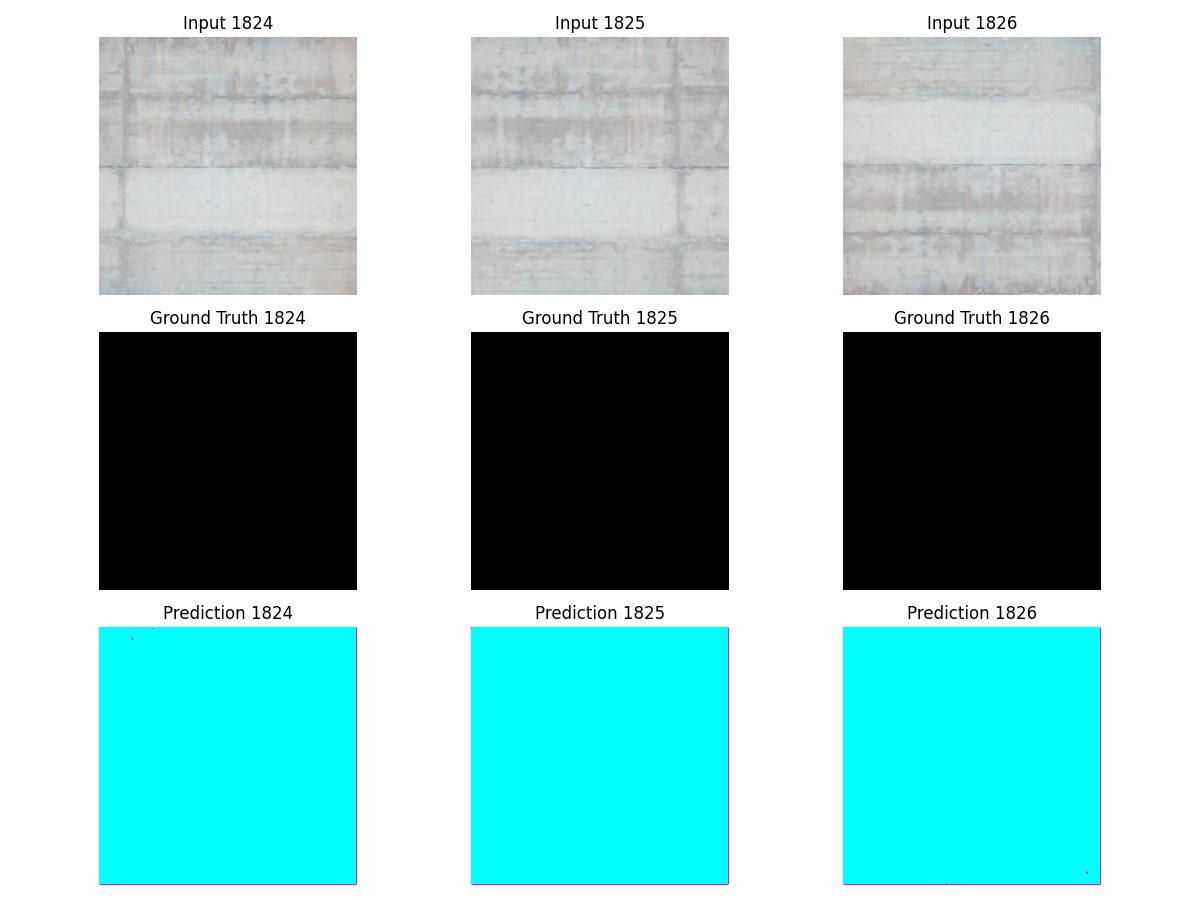 Input 1824
Input 1825
Input 1826
Ground Truth 1824
Ground Truth 1825
Ground Truth 1826
Prediction 1824
Prediction 1825
Prediction 1826